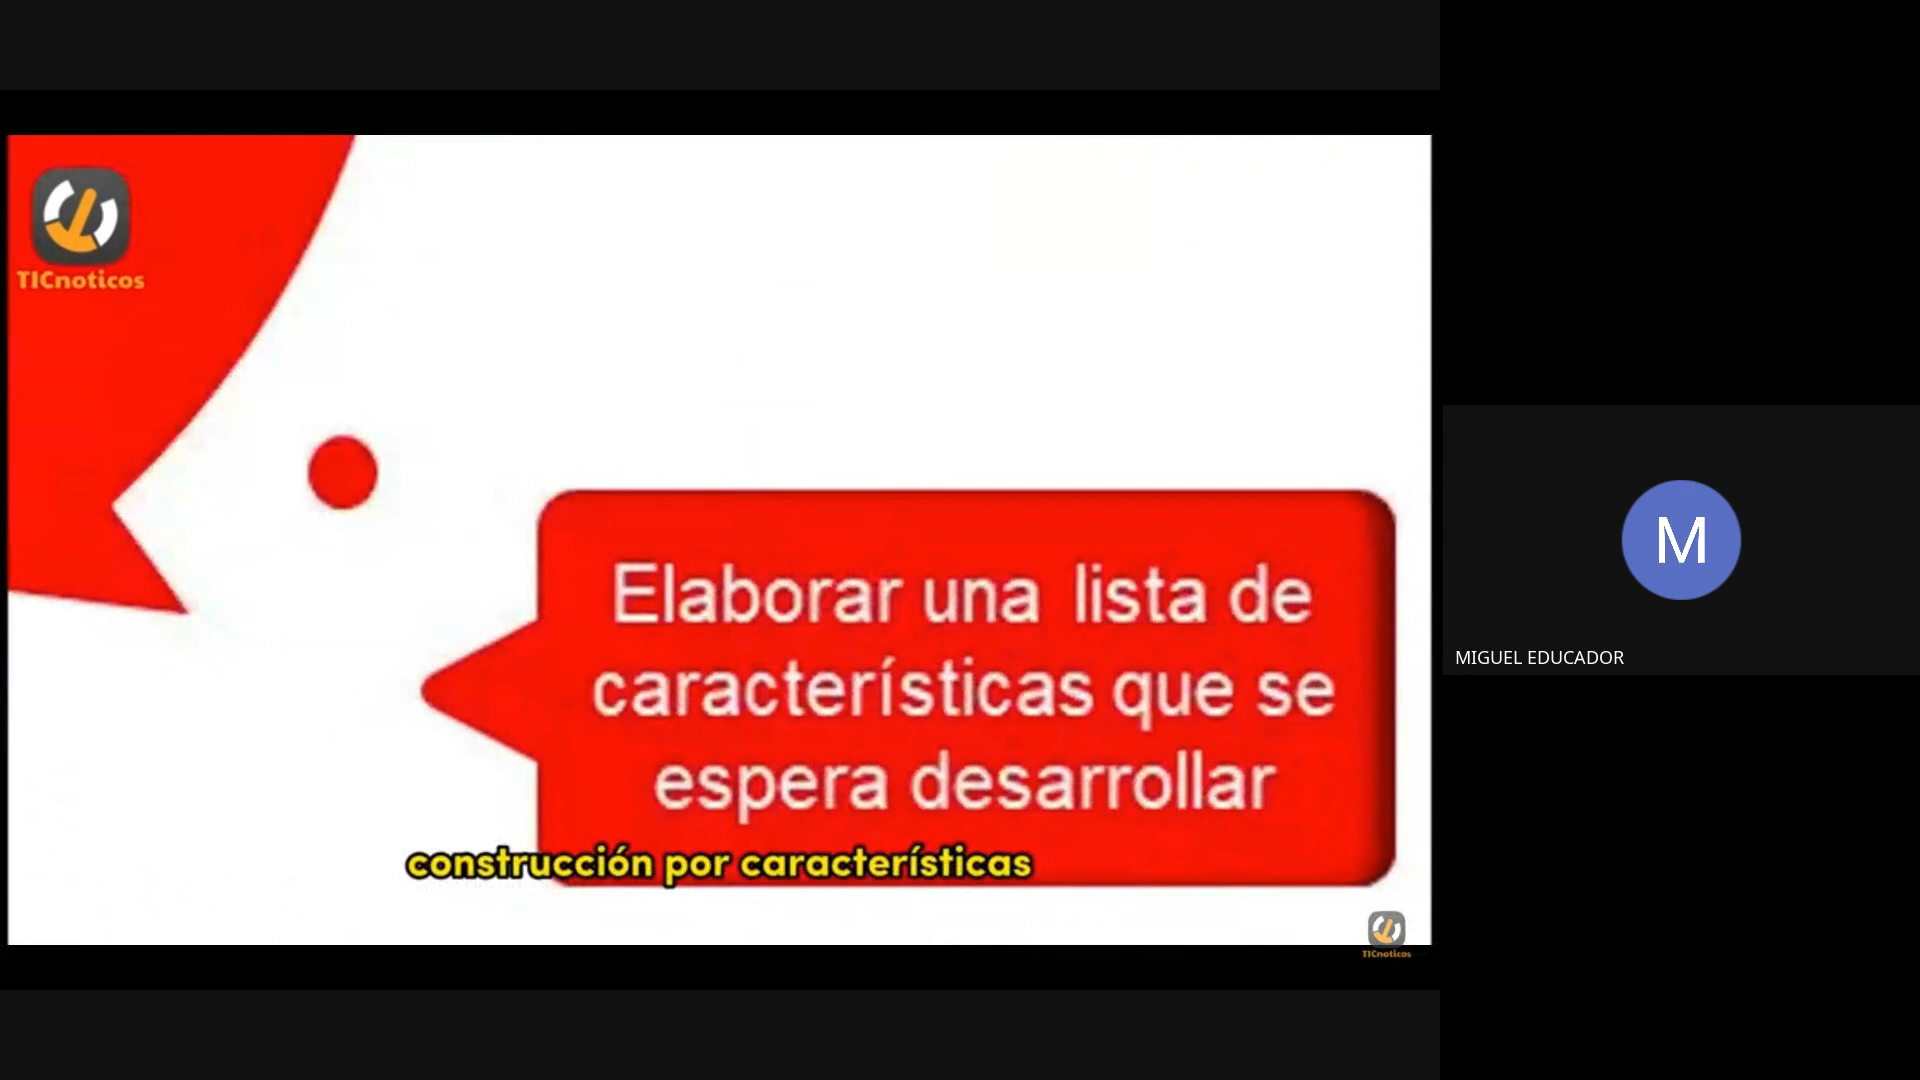 TICnoticos
Elaborar una lista de
características que se
espera desarrollar
construcción por características
TICnoticos
M
MIGUEL EDUCADOR